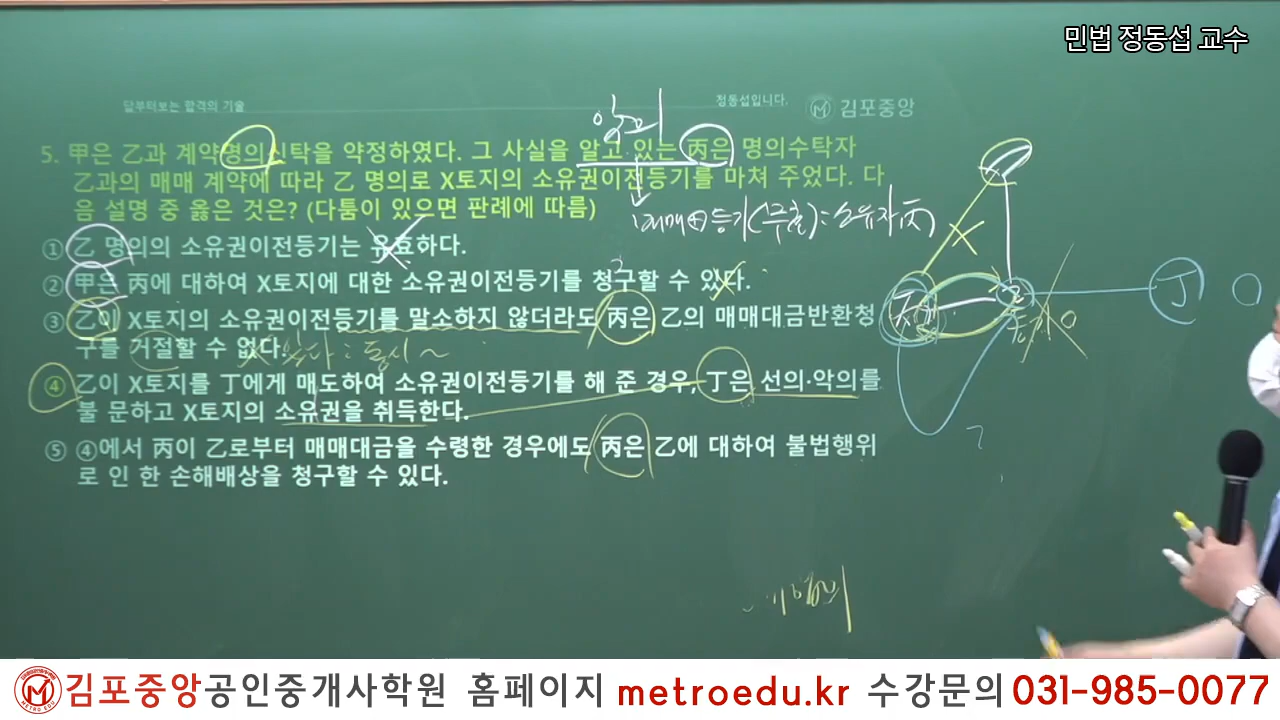 민법 정동섭 교수
답부터보는 합격의 기술
정동섭입니다.
김포중앙
악의
5. 甲은 乙과 계약명의신탁을 약정하였다. 그 사실을 알고 있는 丙은 명의수탁자
乙과의 매매 계약에 따라 乙 명의로 X토지의 소유권이전등기를 마쳐 주었다. 다
음 설명 중 옳은 것은? (다툼이 있으면 판례에 따름)
매매 등기(무효): 소유자 丙
① 乙 명의의 소유권이전등기는 유효하다.
② 甲은 丙에 대하여 X토지에 대한 소유권이전등기를 청구할 수 있다.
③ 乙이 X토지의 소유권이전등기를 말소하지 않더라도 丙은 乙의 매매대금반환청
구를 거절할 수 없다.
있다: 동시~
④ 乙이 X토지를 丁에게 매도하여 소유권이전등기를 해 준 경우, 丁은 선의·악의를
불 문하고 X토지의 소유권을 취득한다.
⑤ ④에서 丙이 乙로부터 매매대금을 수령한 경우에도 丙은 乙에 대하여 불법행위
로 인 한 손해배상을 청구할 수 있다.
丁
METRO EDU
김포중앙공인중개사학원 홈페이지 metroedu.kr 수강문의 031-985-0077